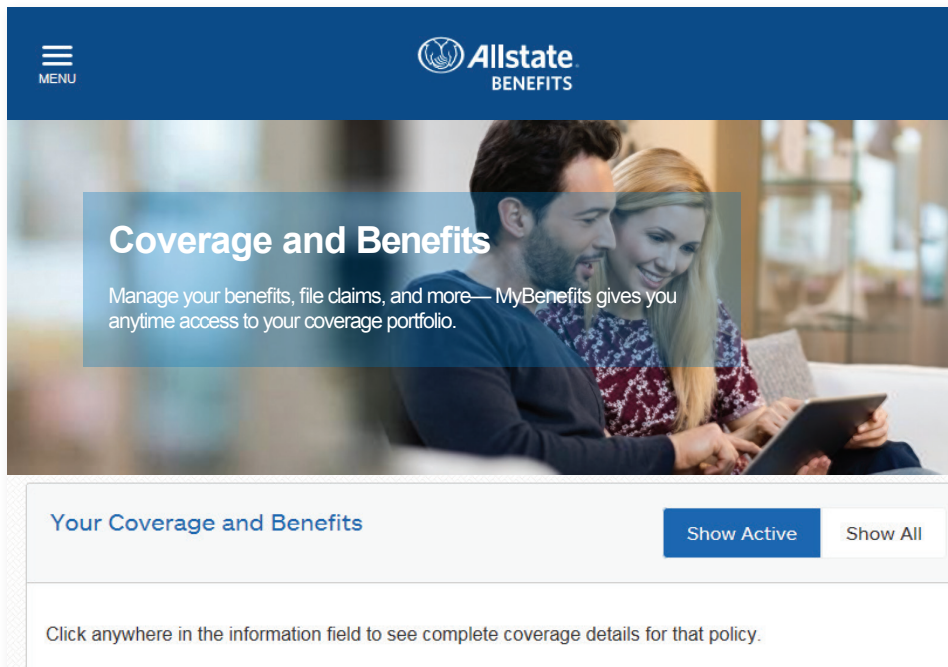 MENU
Allstate.
BENEFITS
Coverage and Benefits
Manage your benefits, file claims, and more— MyBenefits gives you
anytime access to your coverage portfolio.
Your Coverage and Benefits
Show Active
Show All
Click anywhere in the information field to see complete coverage details for that policy.